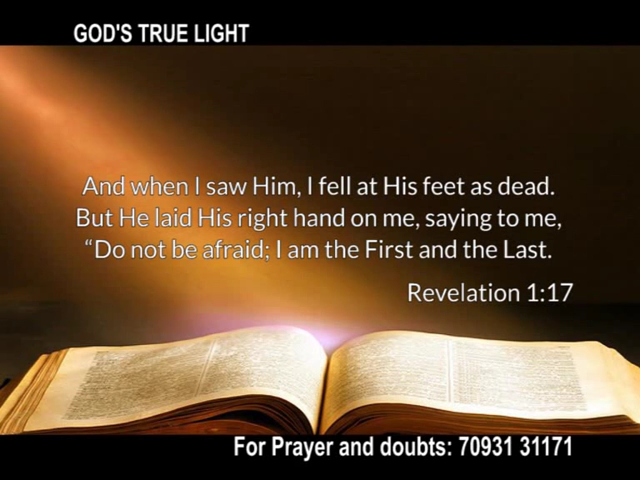 GOD'S TRUE LIGHT
And when I saw Him, I fell at His feet as dead.
But He laid His right hand on me, saying to me,
“Do not be afraid; I am the First and the Last.
Revelation 1:17
For Prayer and doubts: 70931 31171